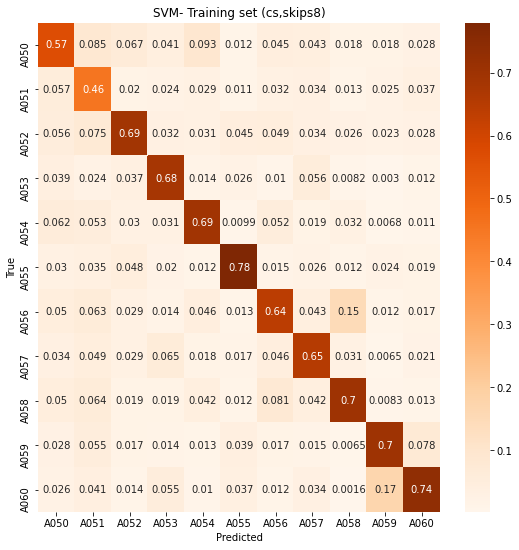 SVM- Training set (cs,skips8)
True
A050 0.57 0.085 0.067 0.041 0.093 0.012 0.045 0.043 0.018 0.018 0.028
A051 0.057 0.46 0.02 0.024 0.029 0.011 0.032 0.034 0.013 0.025 0.037
A052 0.056 0.075 0.69 0.032 0.031 0.045 0.049 0.034 0.026 0.023 0.028
A053 0.039 0.024 0.037 0.68 0.014 0.026 0.01 0.056 0.0082 0.003 0.012
A054 0.062 0.053 0.03 0.031 0.69 0.0099 0.052 0.019 0.032 0.0068 0.011
A055 0.03 0.035 0.048 0.02 0.012 0.78 0.015 0.026 0.012 0.024 0.019
A056 0.05 0.063 0.029 0.014 0.046 0.013 0.64 0.043 0.15 0.012 0.017
A057 0.034 0.049 0.029 0.065 0.018 0.017 0.046 0.65 0.031 0.0065 0.021
A058 0.05 0.064 0.019 0.019 0.042 0.012 0.081 0.042 0.7 0.0083 0.013
A059 0.028 0.055 0.017 0.014 0.013 0.039 0.017 0.015 0.0065 0.7 0.078
A060 0.026 0.041 0.014 0.055 0.01 0.037 0.012 0.034 0.0016 0.17 0.74
A050 A051 A052 A053 A054 A055 A056 A057 A058 A059 A060
Predicted
0.7
0.6
0.5
0.4
0.3
0.2
0.1